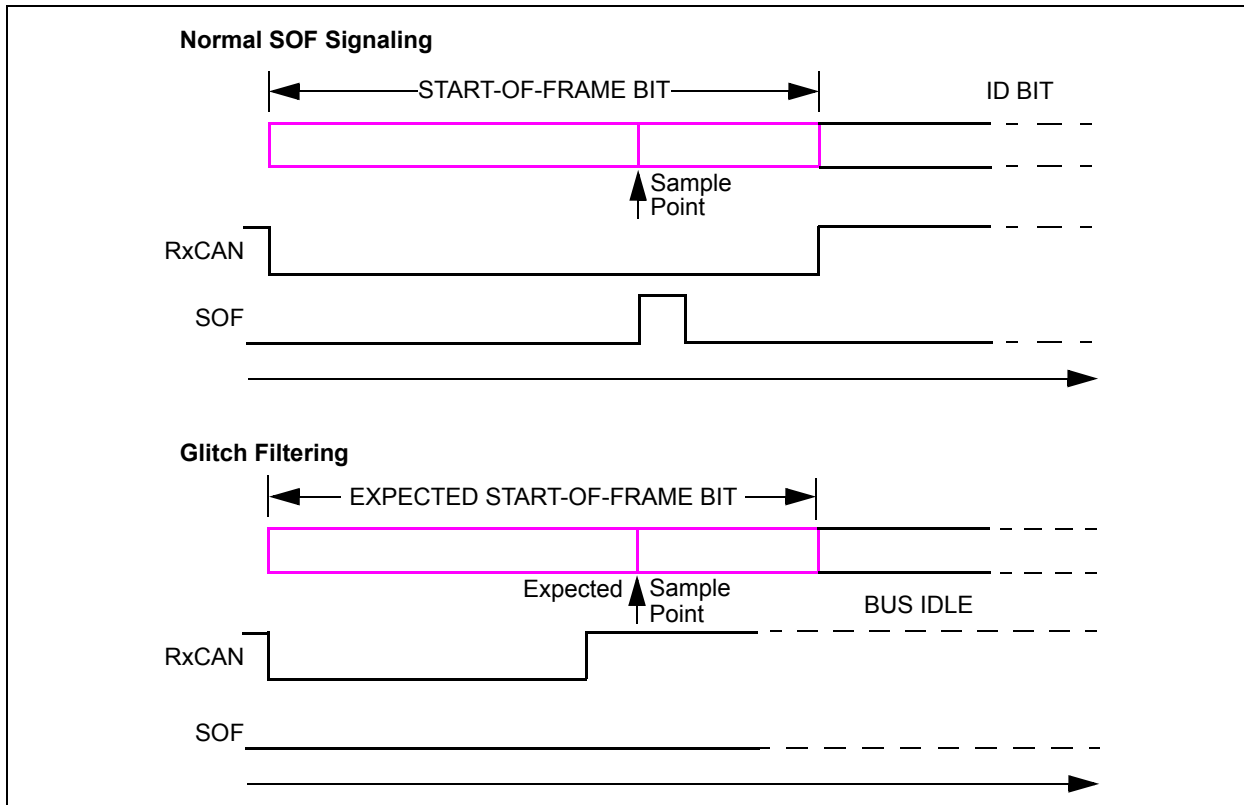 Normal SOF Signaling
START-OF-FRAME BIT
ID BIT
Sample
Point
RxCAN
SOF
Glitch Filtering
EXPECTED START-OF-FRAME BIT
Expected Sample
Point
BUS IDLE
RxCAN
SOF